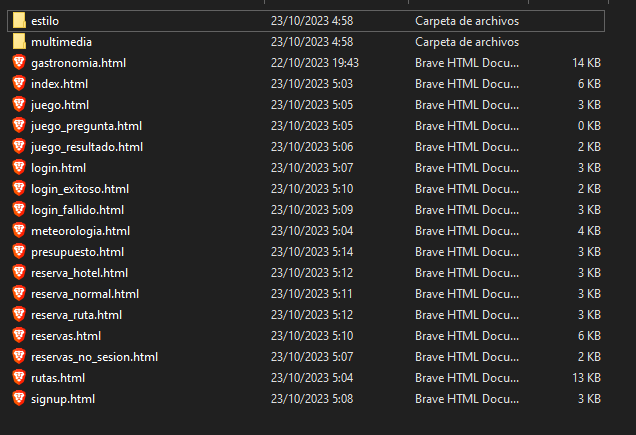 estilo 23/10/2023 4:58 Carpeta de archivos
multimedia 23/10/2023 4:58 Carpeta de archivos
gastronomia.html 22/10/2023 19:43 Brave HTML Docu... 14 KB
index.html 23/10/2023 5:03 Brave HTML Docu... 6 KB
juego.html 23/10/2023 5:05 Brave HTML Docu... 3 KB
juego_pregunta.html 23/10/2023 5:05 Brave HTML Docu... 0 KB
juego_resultado.html 23/10/2023 5:06 Brave HTML Docu... 2 KB
login.html 23/10/2023 5:07 Brave HTML Docu... 3 KB
login_exitoso.html 23/10/2023 5:10 Brave HTML Docu... 2 KB
login_fallido.html 23/10/2023 5:09 Brave HTML Docu... 3 KB
meteorologia.html 23/10/2023 5:04 Brave HTML Docu... 4 KB
presupuesto.html 23/10/2023 5:14 Brave HTML Docu... 3 KB
reserva_hotel.html 23/10/2023 5:12 Brave HTML Docu... 3 KB
reserva_normal.html 23/10/2023 5:11 Brave HTML Docu... 3 KB
reserva_ruta.html 23/10/2023 5:12 Brave HTML Docu... 3 KB
reservas.html 23/10/2023 5:10 Brave HTML Docu... 6 KB
reservas_no_sesion.html 23/10/2023 5:07 Brave HTML Docu... 2 KB
rutas.html 23/10/2023 5:04 Brave HTML Docu... 13 KB
signup.html 23/10/2023 5:08 Brave HTML Docu... 3 KB